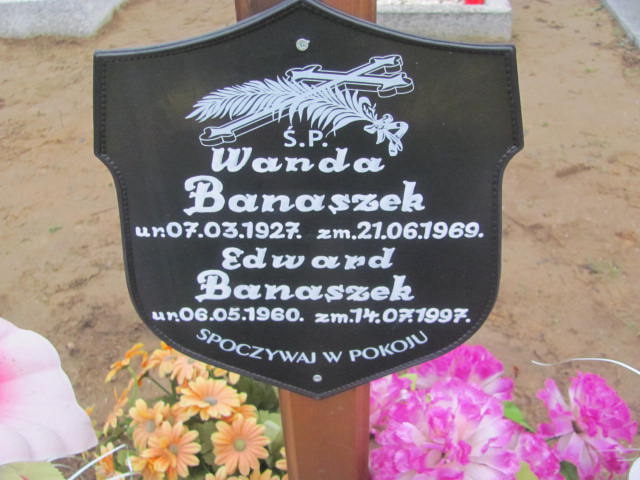 Ś.P.
Wanda
Banaszek
ur.07.03.1927. zm.21.06.1969.
Edward
Banaszek
ur.06.05.1960. zm.14.07.1997.
SPOCZYWAJ W POKOJU